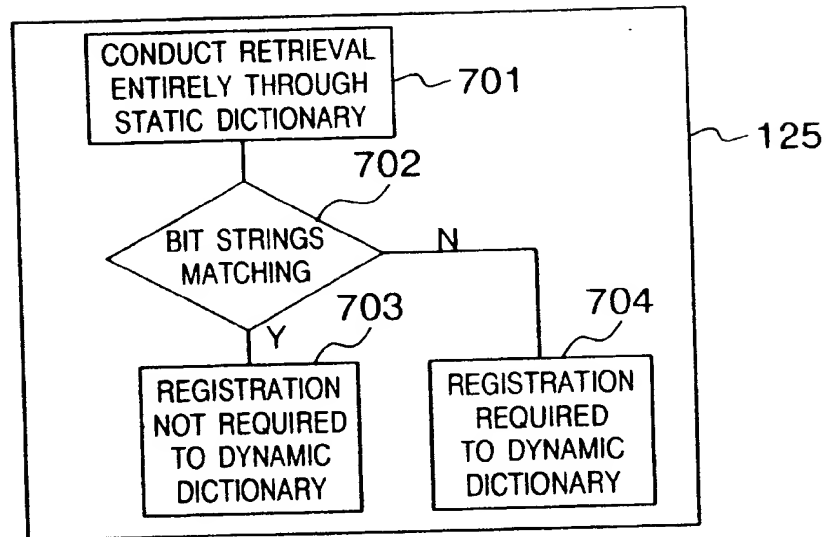 CONDUCT RETRIEVAL
ENTIRELY THROUGH
STATIC DICTIONARY
701
125
702
BIT STRINGS
MATCHING
N
Y
703
704
REGISTRATION
NOT REQUIRED
TO DYNAMIC
DICTIONARY
REGISTRATION
REQUIRED
TO DYNAMIC
DICTIONARY